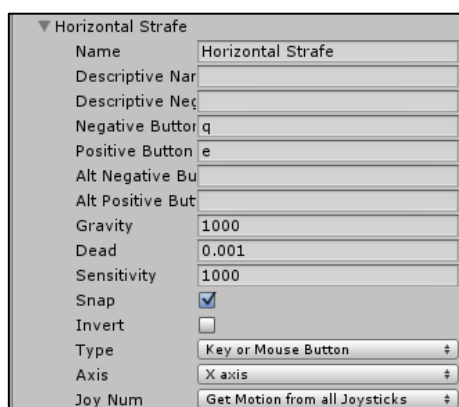 Horizontal Strafe
Name Horizontal Strafe
Descriptive Nar
Descriptive Neg
Negative Buttor q
Positive Button e
Alt Negative Bu
Alt Positive But
Gravity 1000
Dead 0.001
Sensitivity 1000
Snap
Invert
Type Key or Mouse Button
Axis X axis
Joy Num Get Motion from all Joysticks